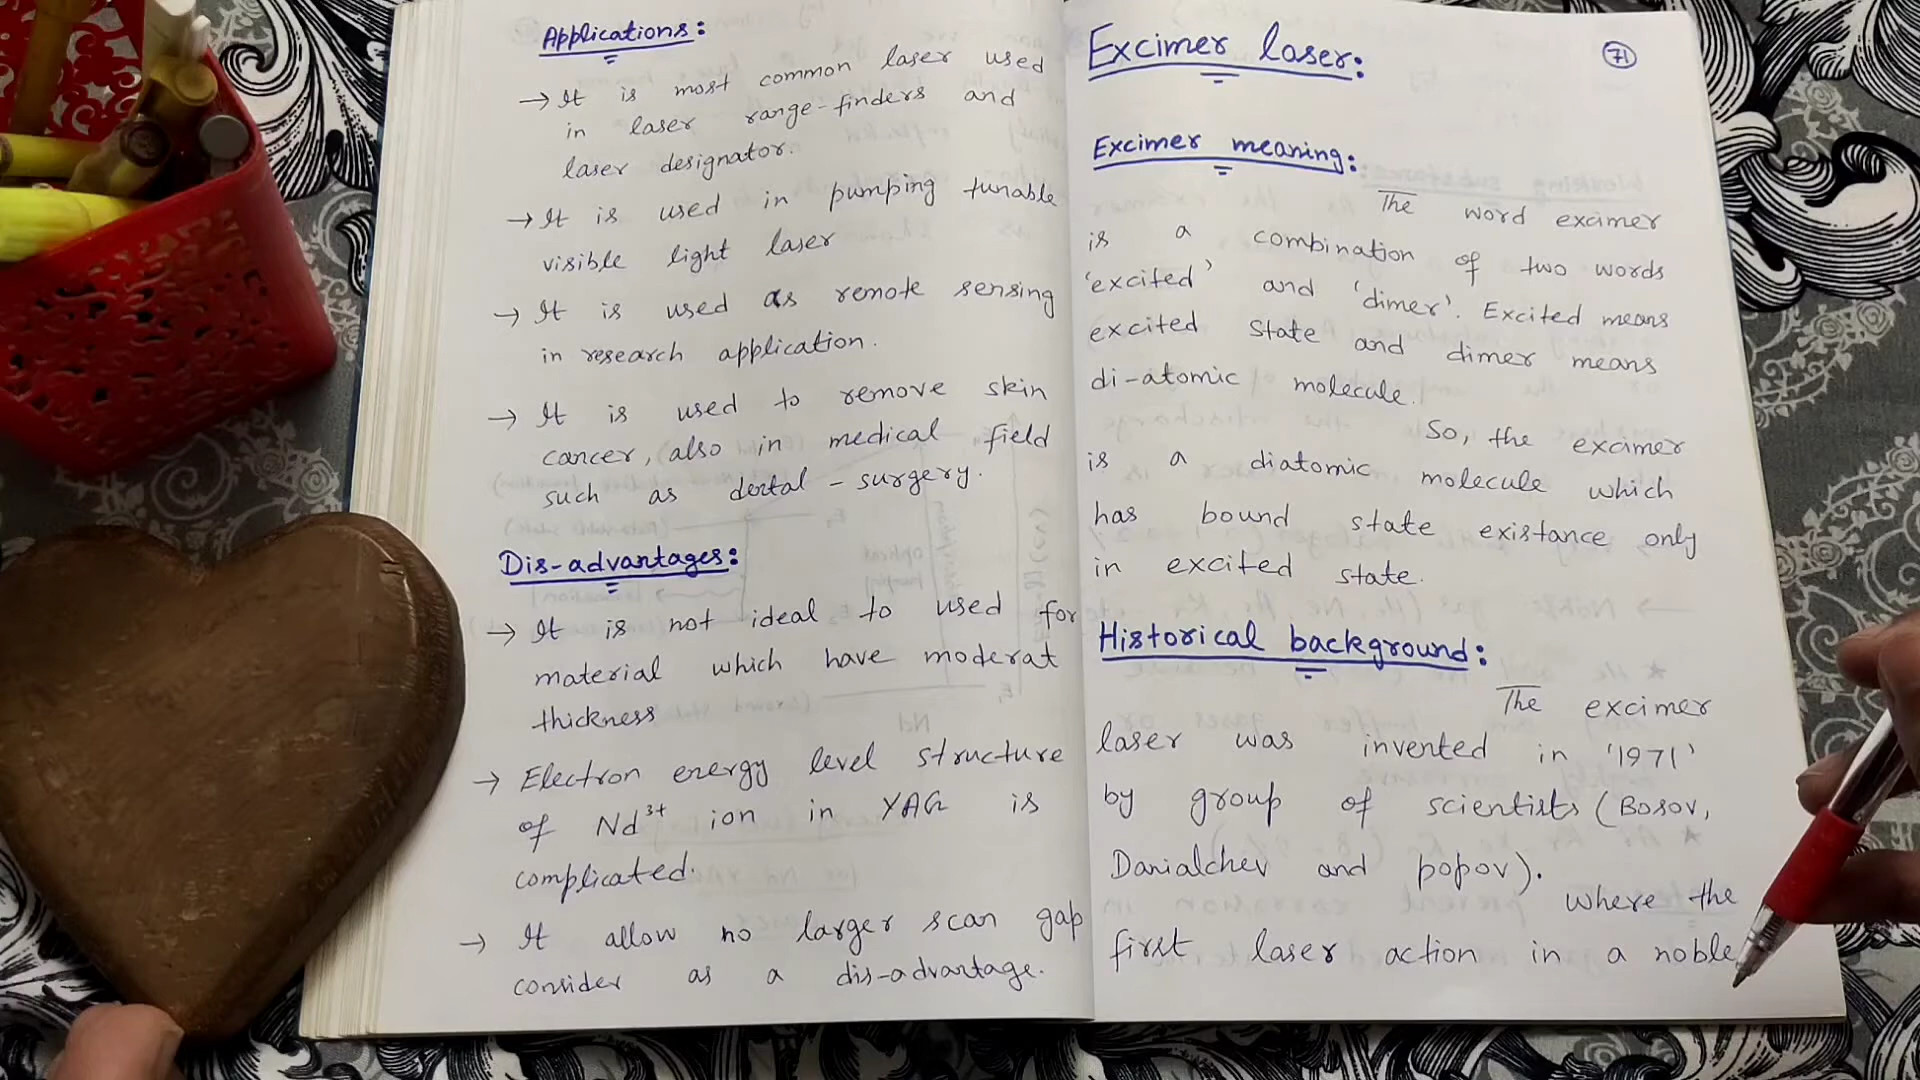 Applications:
→ It is most common laser used
in laser range-finders and
laser designator.
→ It is used in pumping tunable
visible light laser
→ It is used as remote sensing
in research application.
→ It is used to remove skin
cancer, also in medical field
such as dental - surgery.
Dis-advantages:
→ It is not ideal to used for
material which have moderat
thickness
→ Electron energy level structure
of Nd³⁺ ion in YAG is
complicated.
→ It allow no larger scan gap
consider as a dis-advantage.
Excimer laser:
71
Excimer meaning:
The word excimer
is a combination of two words
'excited' and 'dimer'. Excited means
excited state and dimer means
di-atomic molecule.
So, the excimer
is a diatomic molecule which
has bound state existance only
in excited state.
Historical background:
The excimer
laser was invented in '1971'
by group of scientists (Bosov,
Danialchev and popov).
where the
first laser action in a noble